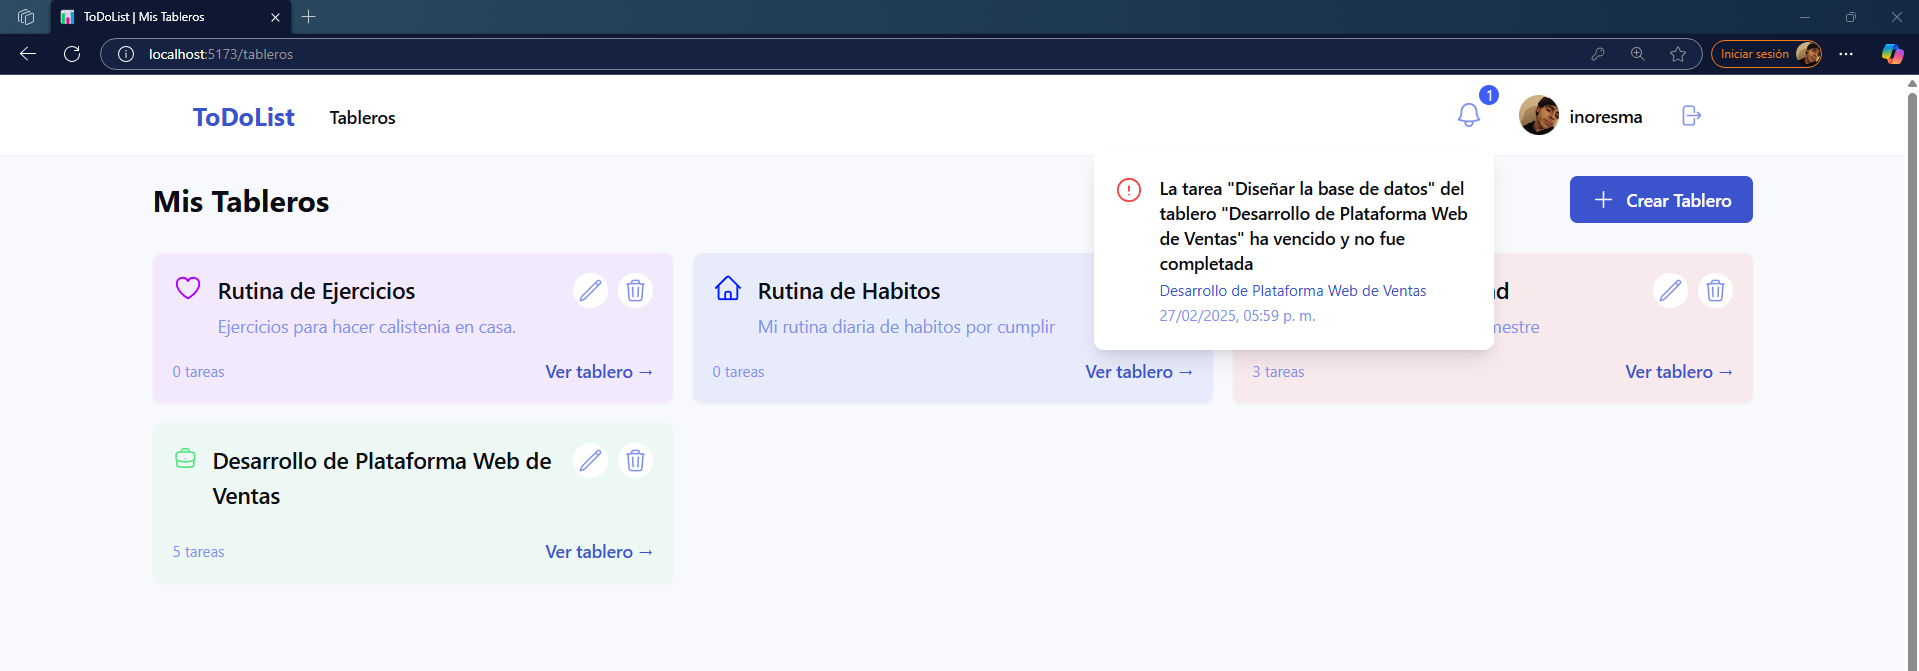 ToDoList | Mis Tableros
localhost:5173/tableros
Iniciar sesión
ToDoList
Tableros
1
inoresma
Mis Tableros
Crear Tablero
La tarea "Diseñar la base de datos" del
tablero "Desarrollo de Plataforma Web
de Ventas" ha vencido y no fue
completada
Desarrollo de Plataforma Web de Ventas
27/02/2025, 05:59 p. m.
Rutina de Ejercicios
Ejercicios para hacer calistenia en casa.
0 tareas
Ver tablero →
Rutina de Habitos
Mi rutina diaria de habitos por cumplir
0 tareas
Ver tablero →
3 tareas
Ver tablero →
Desarrollo de Plataforma Web de
Ventas
5 tareas
Ver tablero →